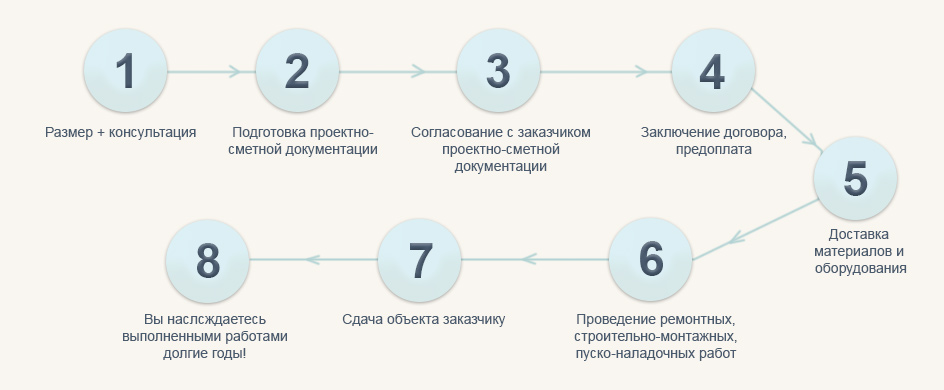 1
Размер + консультация
2
Подготовка проектно-
сметной документации
3
Согласование с заказчиком
проектно-сметной
документации
4
Заключение договора,
предоплата
5
Доставка
материалов и
оборудования
6
Проведение ремонтных,
строительно-монтажных,
пуско-наладочных работ
7
Сдача объекта заказчику
8
Вы наслсждаетесь
выполненными работами
долгие годы!